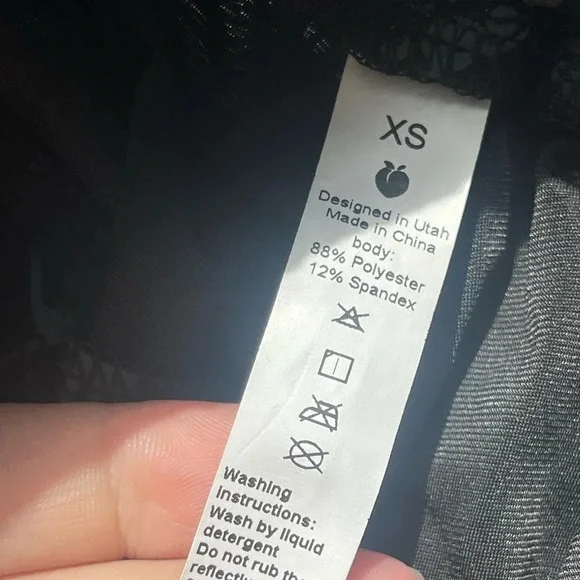 XS
Designed in Utah
Made in China
body:
88% Polyester
12% Spandex
Washing
instructions:
Wash by liquid
detergent
Do not rub the